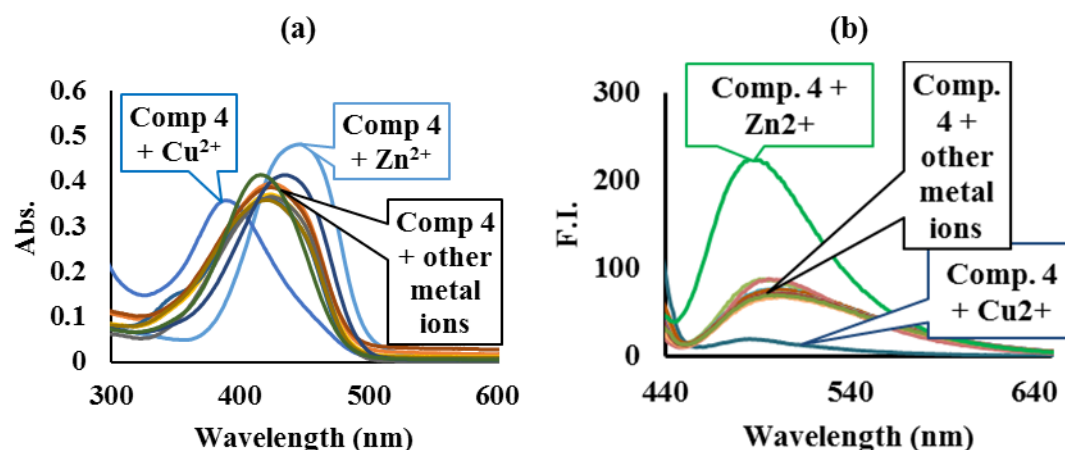 (a)
0.6
0.5
0.4
0.3
0.2
0.1
0
Abs.
300
400
500
600
Wavelength (nm)
Comp 4
+ Cu²⁺
Comp 4
+ Zn²⁺
Comp 4
+ other
metal
ions
(b)
300
200
100
0
F.I.
440
540
640
Wavelength (nm)
Comp. 4 +
Zn2+
Comp.
4 +
other
metal
ions
Comp. 4
+ Cu2+